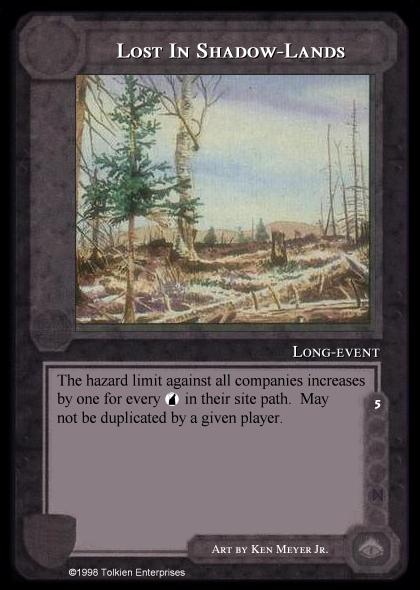 Lost In Shadow-Lands
Long-event
The hazard limit against all companies increases
by one for every in their site path. May
not be duplicated by a given player.
5
N
Art by Ken Meyer Jr.
©1998 Tolkien Enterprises